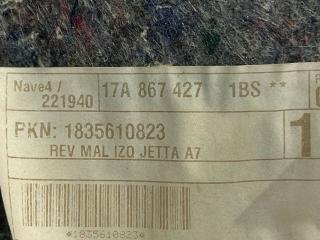 Nave4 / 17A 867 427 1BS **
221940
PKN: 1835610823
REV MAL IZO JETTA A7
1
*1835610823*